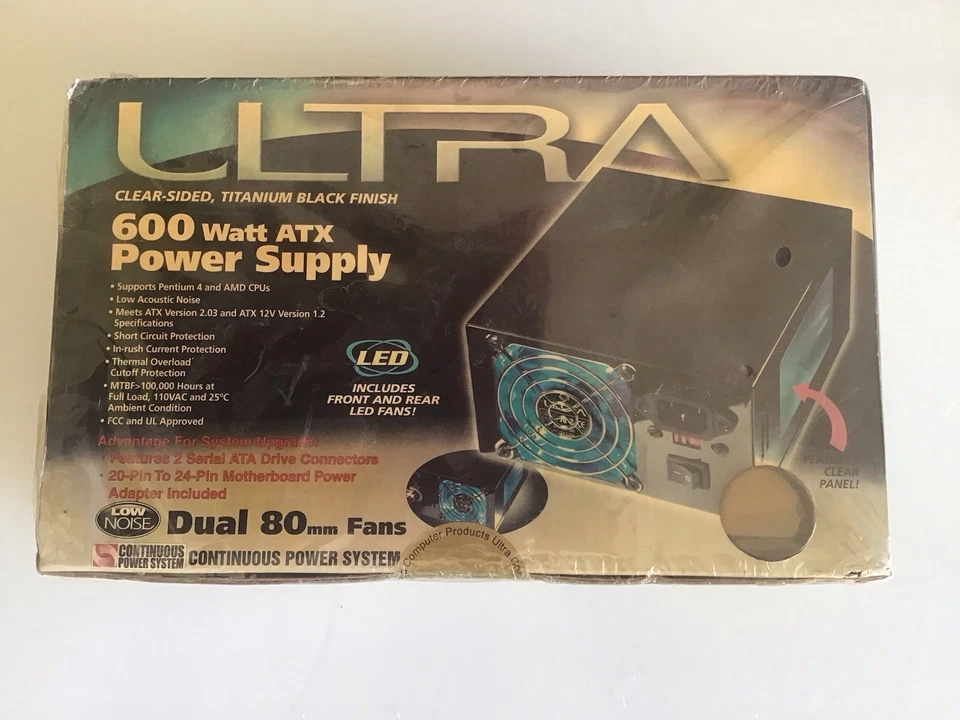 ULTRA
CLEAR-SIDED, TITANIUM BLACK FINISH
600 Watt ATX
Power Supply
• Supports Pentium 4 and AMD CPUs
• Low Acoustic Noise
• Meets ATX Version 2.03 and ATX 12V Version 1.2
Specifications
• Short Circuit Protection
• In-rush Current Protection
• Thermal Overload
Cutoff Protection
• MTBF>100,000 Hours at
Full Load, 110VAC and 25°C
Ambient Condition
• FCC and UL Approved
LED
INCLUDES
FRONT AND REAR
LED FANS!
Advantage For System Upgrade:
· Features 2 Serial ATA Drive Connectors
· 20-Pin To 24-Pin Motherboard Power
Adapter Included
CLEAR
PANEL!
LOW
NOISE
Dual 80mm Fans
CONTINUOUS
POWER SYSTEM
CONTINUOUS POWER SYSTEM
Computer Products Ultra